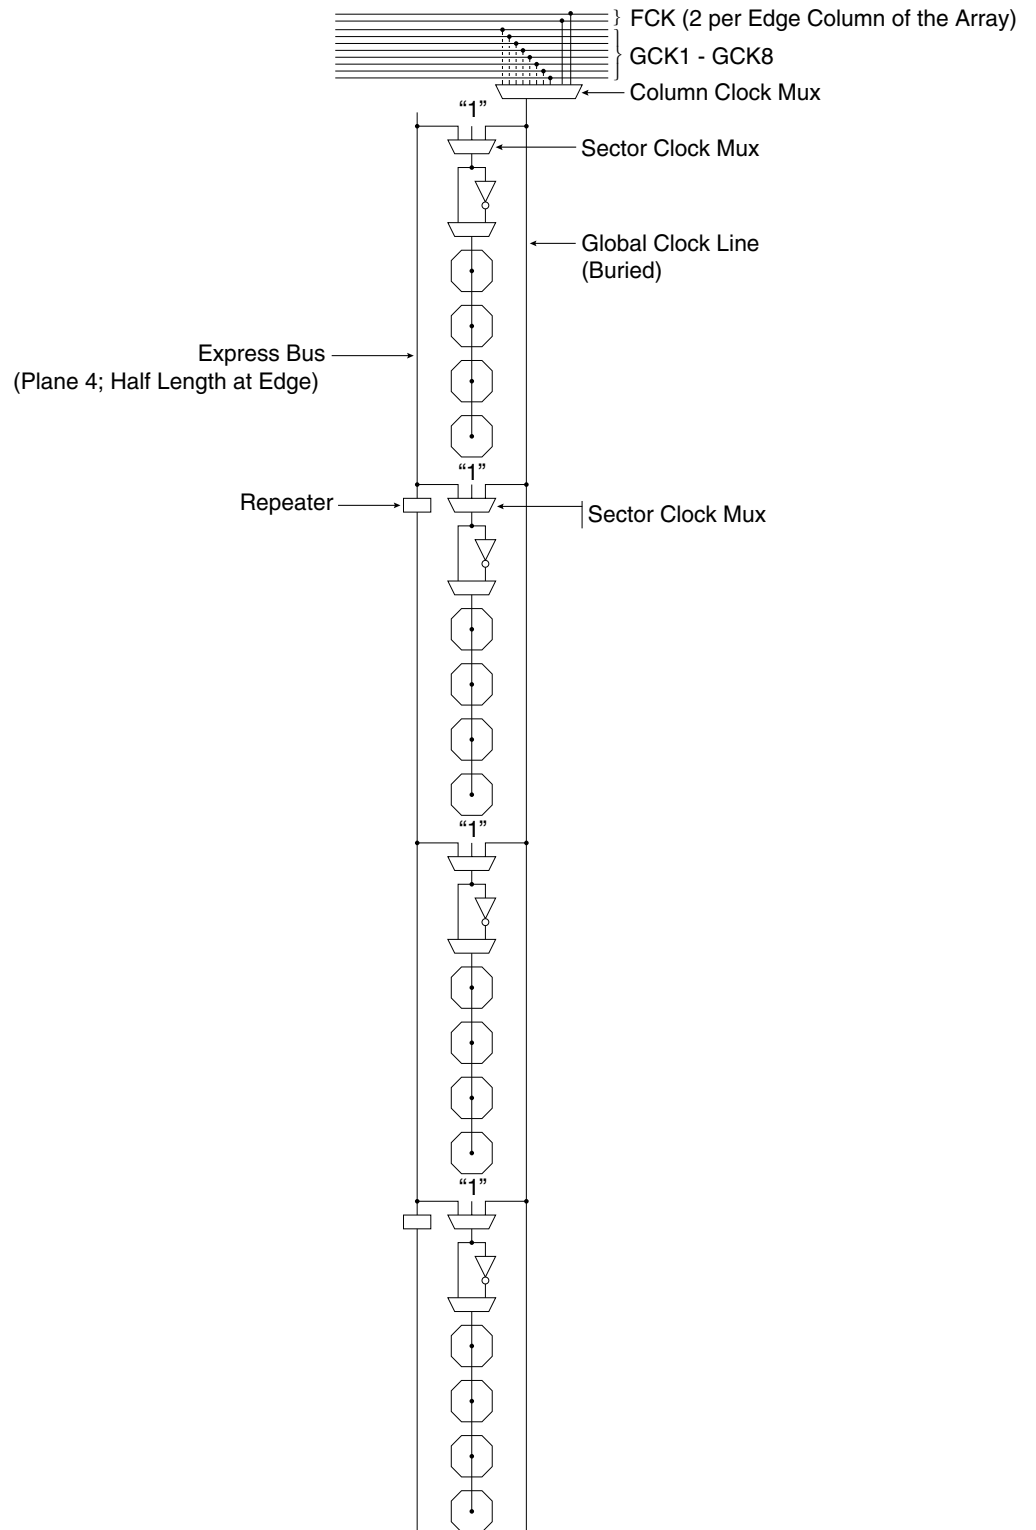 FCK (2 per Edge Column of the Array)
GCK1 - GCK8
Column Clock Mux
“1”
Sector Clock Mux
Global Clock Line
(Buried)
Express Bus
(Plane 4; Half Length at Edge)
“1”
Repeater
Sector Clock Mux
“1”
“1”